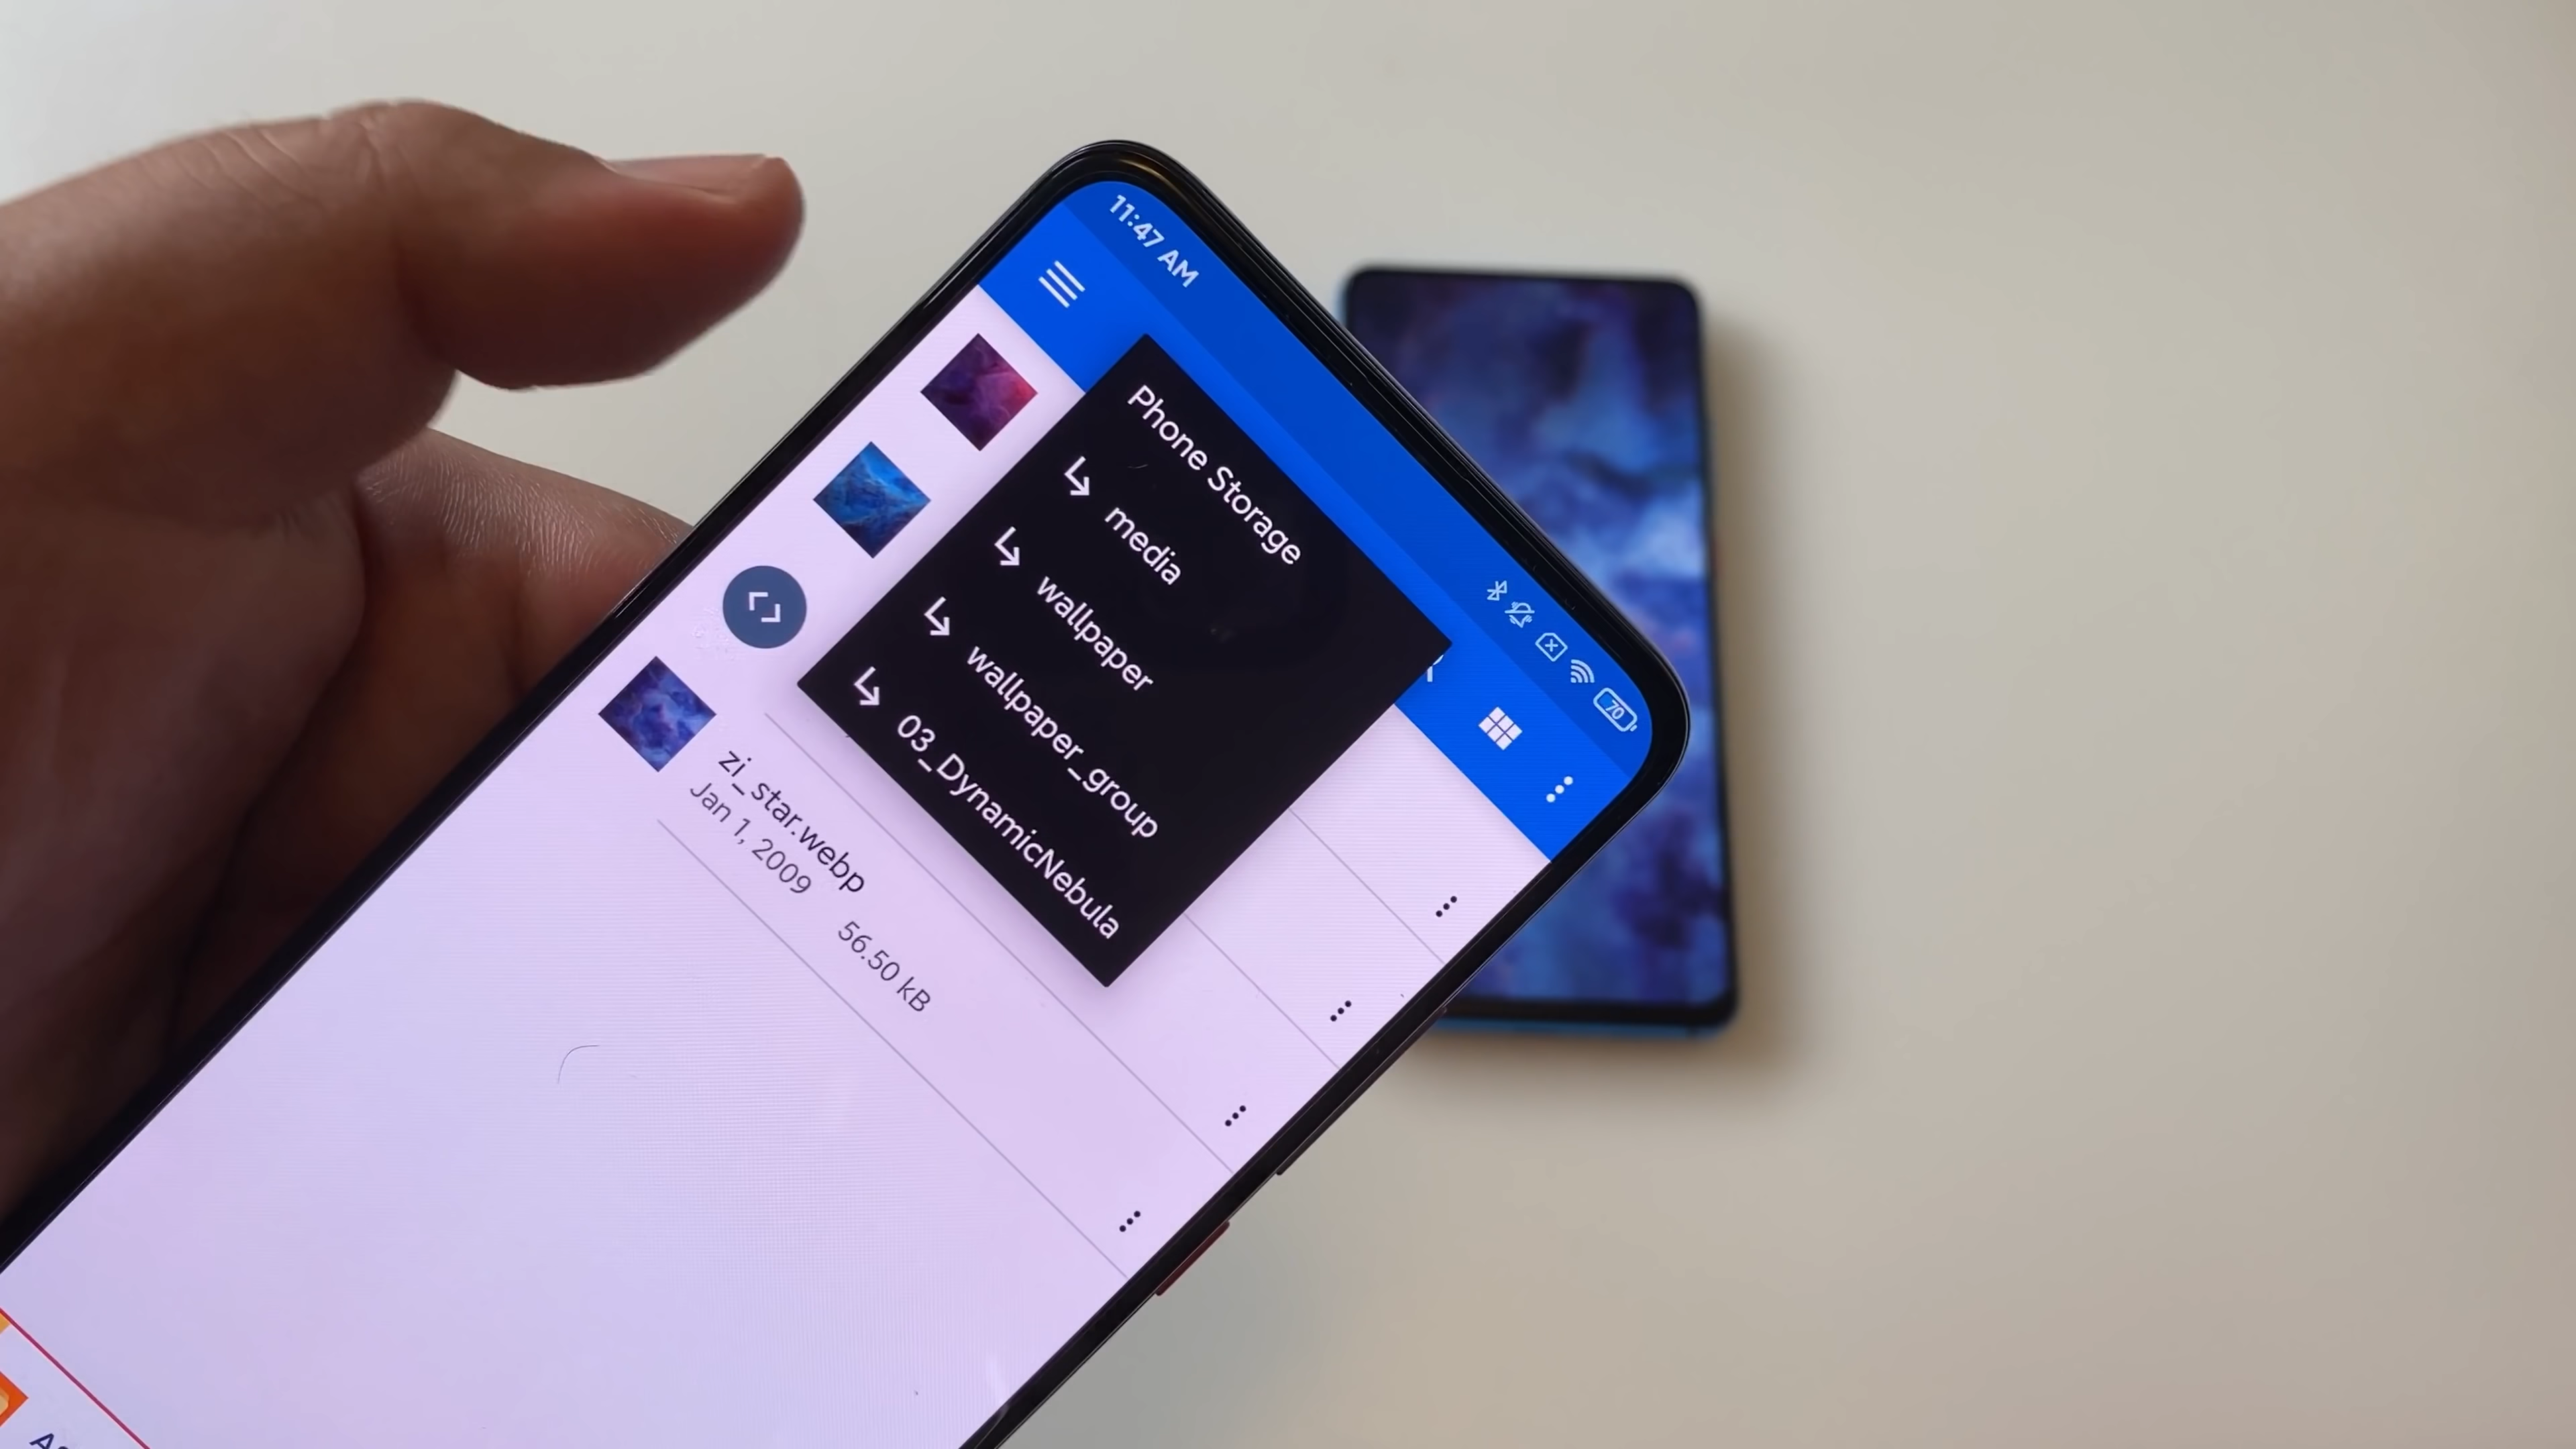 11:47 AM
70
Phone Storage
media
wallpaper
wallpaper_group
03_DynamicNebula
zi_star.webp
Jan 1, 2009 56.50 kB